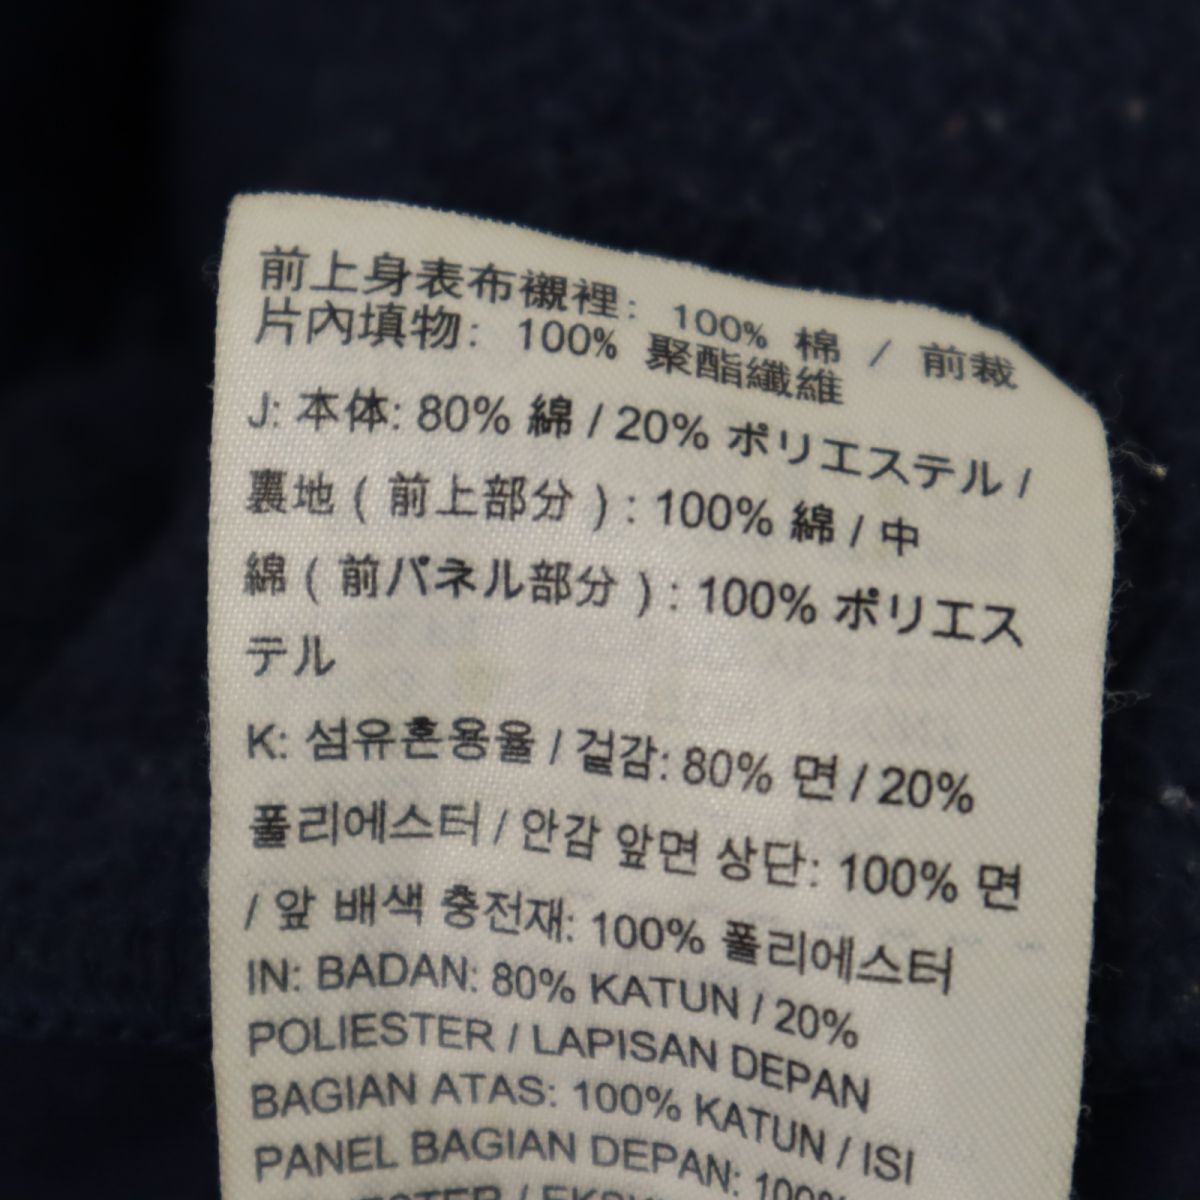 前上身表布襯裡: 100% 棉 / 前裁
片內填物: 100% 聚酯纖維
J: 本体: 80% 綿 / 20% ポリエステル /
裏地 ( 前上部分 ) : 100% 綿 / 中
綿 ( 前パネル部分 ) : 100% ポリエス
テル
K: 섬유혼용율 / 겉감: 80% 면 / 20%
폴리에스터 / 안감 앞면 상단: 100% 면
/ 앞 배색 충전재: 100% 폴리에스터
IN: BADAN: 80% KATUN / 20%
POLIESTER / LAPISAN DEPAN
BAGIAN ATAS: 100% KATUN / ISI
PANEL BAGIAN DEPAN: 100%